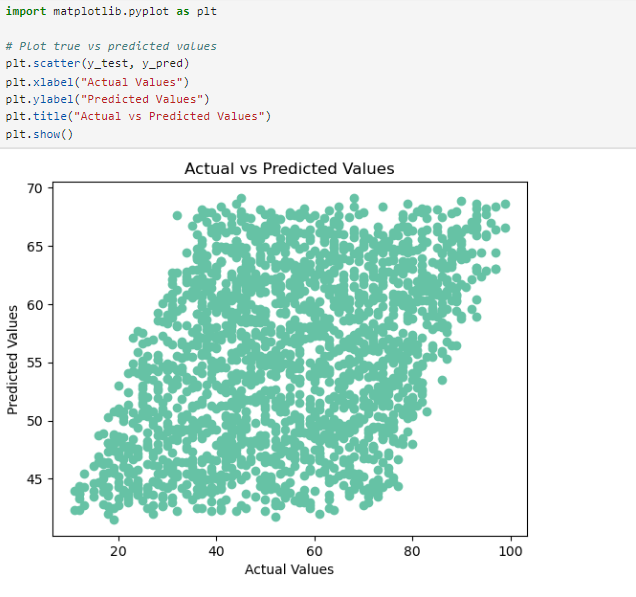 import matplotlib.pyplot as plt
# Plot true vs predicted values
plt.scatter(y_test, y_pred)
plt.xlabel("Actual Values")
plt.ylabel("Predicted Values")
plt.title("Actual vs Predicted Values")
plt.show()
Actual vs Predicted Values
70
65
60
55
50
45
Predicted Values
20 40 60 80 100
Actual Values